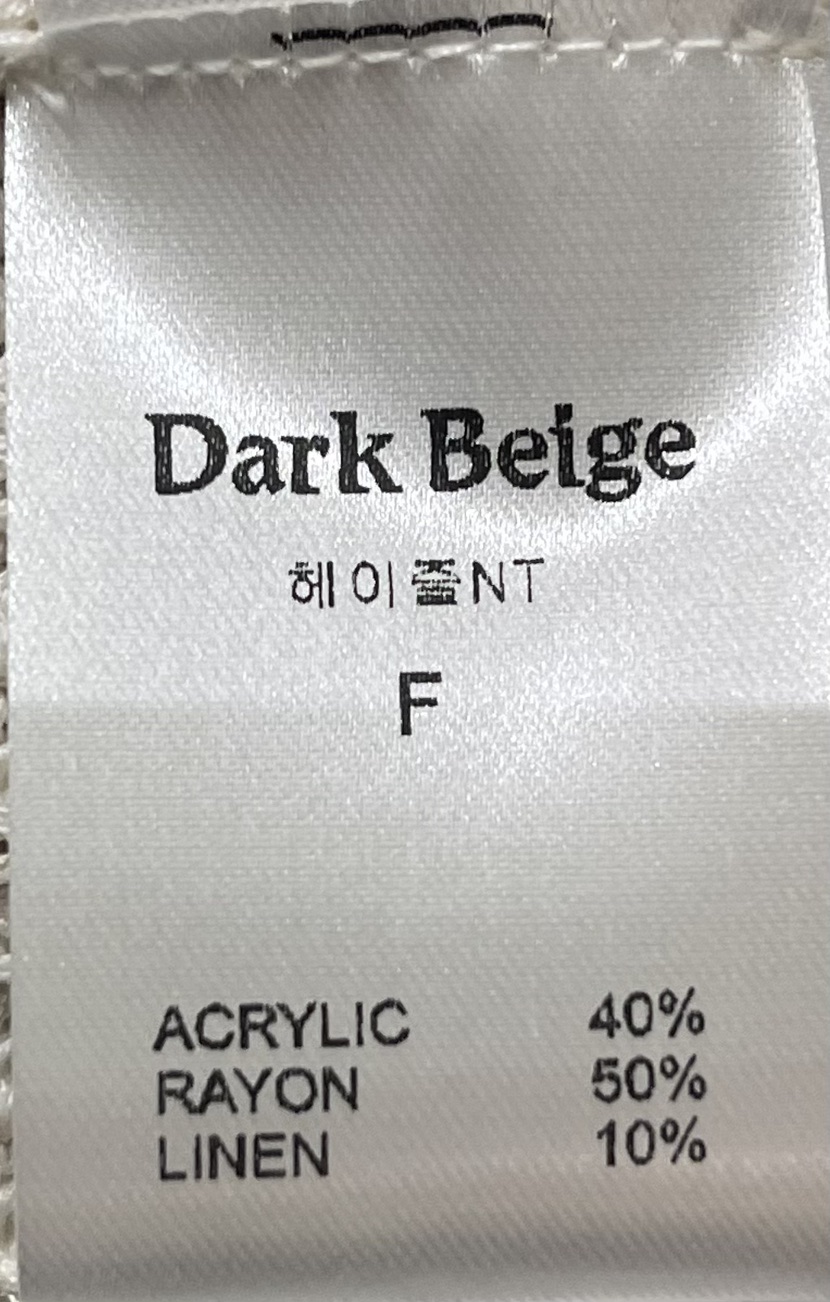 Dark Beige
헤이즐NT
F
ACRYLIC 40%
RAYON 50%
LINEN 10%